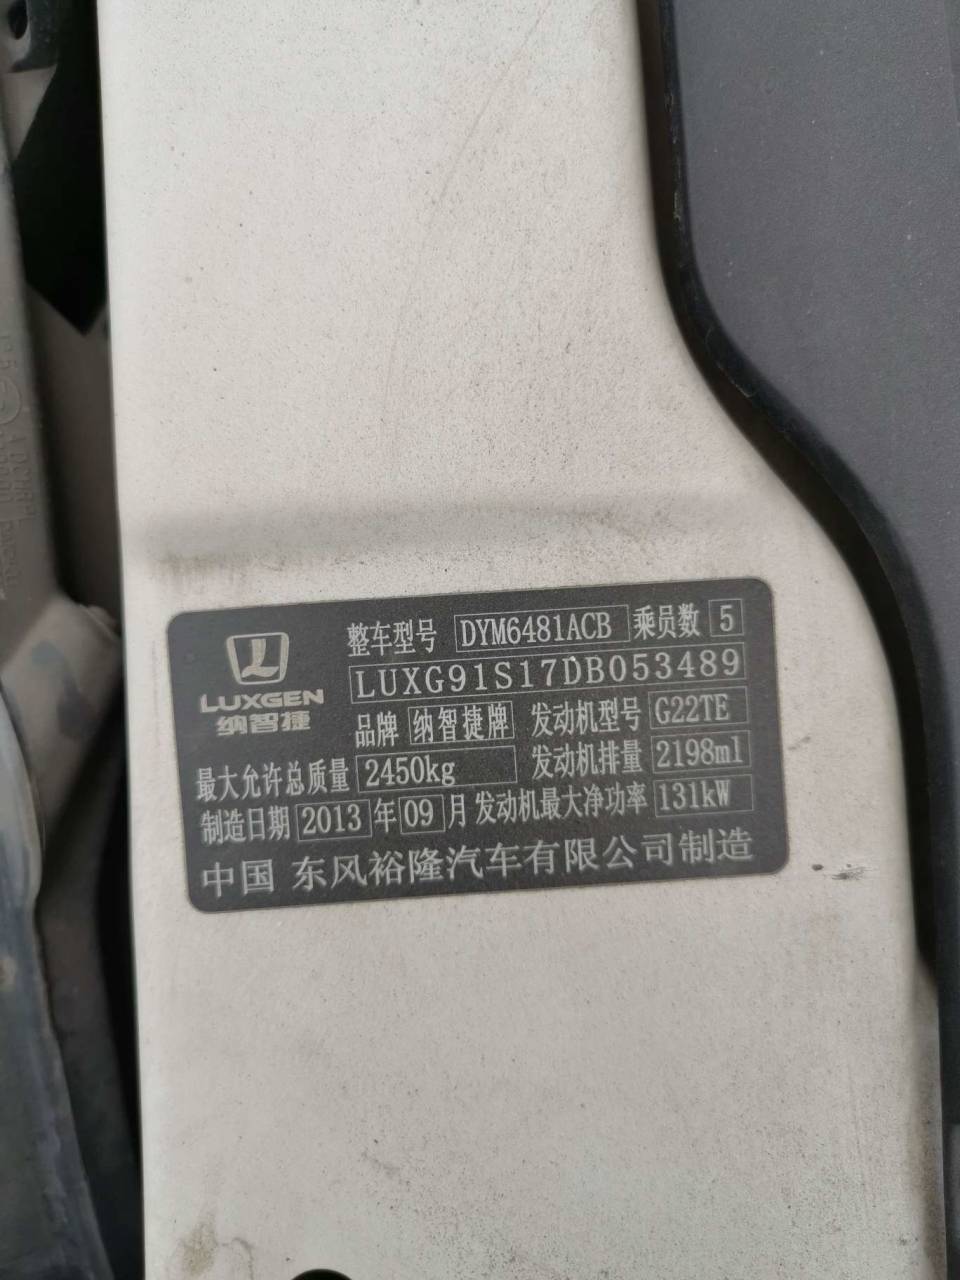 整车型号 DYM6481ACB 乘员数 5
LUXGEN
纳智捷
LUXG91S17DB053489
品牌 纳智捷牌 发动机型号 G22TE
最大允许总质量 2450kg 发动机排量 2198ml
制造日期 2013 年 09 月 发动机最大净功率 131kW
中国 东风裕隆汽车有限公司制造